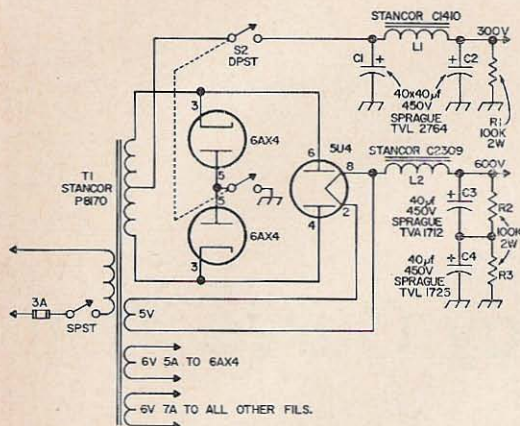 STANCOR C1410
300V
L1
S2
DPST
C1
+
+
C2
40x40µf
450V
SPRAGUE
TVL 2764
R1
100K
2W
3
6AX4
5
5
6AX4
3
6
5U4
8
4
2
STANCOR C2309
600V
L2
T1
STANCOR
P8170
40µf
450V
SPRAGUE
TVA 1712
+
C3
R2
100K
2W
40µf
450V
SPRAGUE
TVL 1725
+
C4
R3
3A
SPST
5V
6V 5A TO 6AX4
6V 7A TO ALL OTHER FILS.